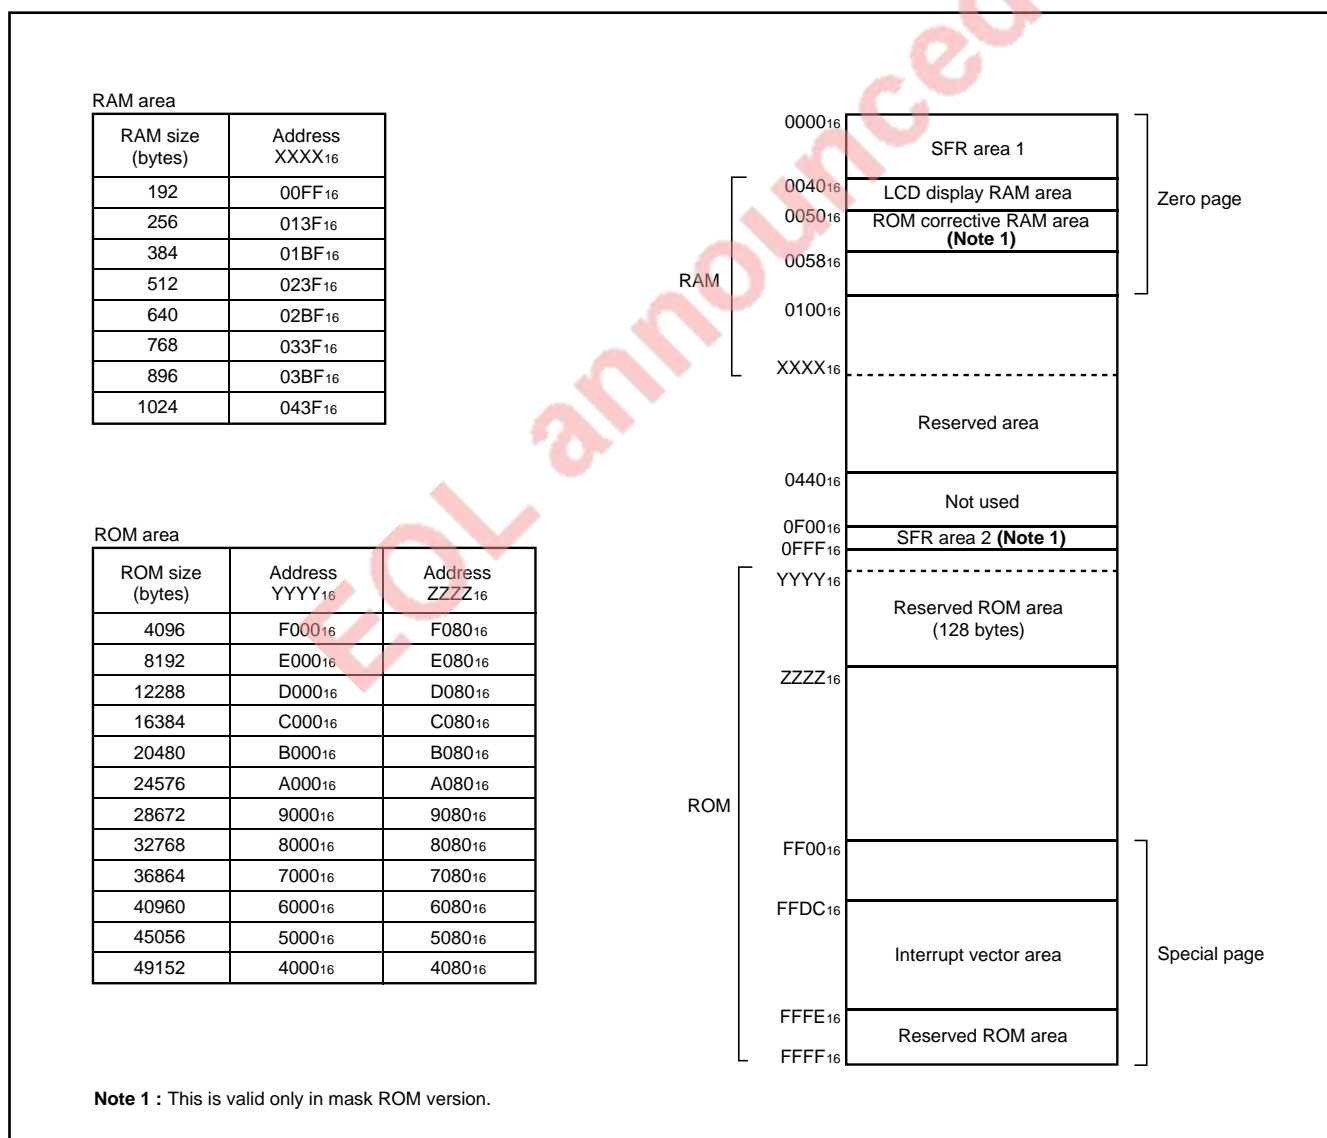 RAM area
RAM size (bytes) Address XXXX16
192 00FF16
256 013F16
384 01BF16
512 023F16
640 02BF16
768 033F16
896 03BF16
1024 043F16
ROM area
ROM size (bytes) Address YYYY16 Address ZZZZ16
4096 F00016 F08016
8192 E00016 E08016
12288 D00016 D08016
16384 C00016 C08016
20480 B00016 B08016
24576 A00016 A08016
28672 900016 908016
32768 800016 808016
36864 700016 708016
40960 600016 608016
45056 500016 508016
49152 400016 408016
000016
SFR area 1
004016
LCD display RAM area
005016
ROM corrective RAM area
(Note 1)
005816
Zero page
RAM
010016
XXXX16
Reserved area
044016
Not used
0F0016
SFR area 2 (Note 1)
0FFF16
YYYY16
Reserved ROM area
(128 bytes)
ZZZZ16
ROM
FF0016
FFDC16
Interrupt vector area
Special page
FFFE16
Reserved ROM area
FFFF16
Note 1 : This is valid only in mask ROM version.
EOL announced